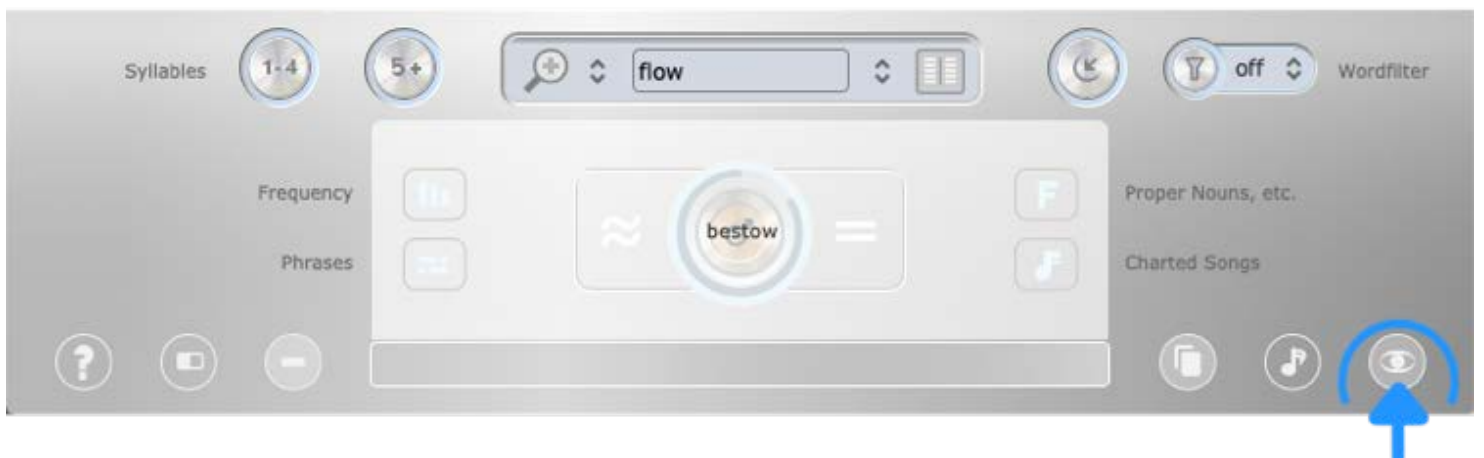 Syllables 1-4 5+ flow off Wordfilter
Frequency F Proper Nouns, etc.
≈ bestow =
Phrases Charted Songs
?